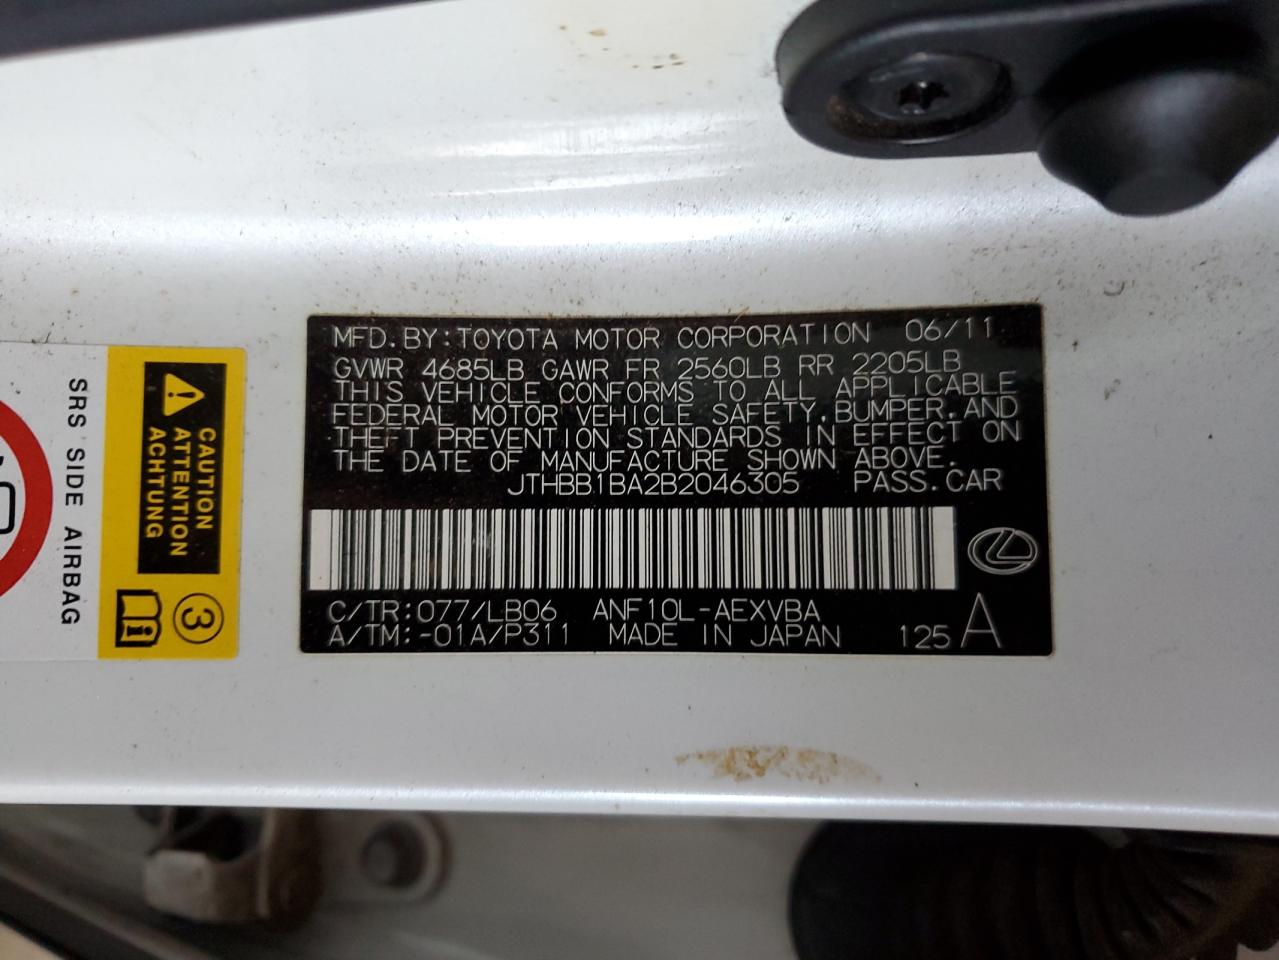 MFD. BY: TOYOTA MOTOR CORPORATION 06/11
GVWR 4685LB GAWR FR 2560LB RR 2205LB
THIS VEHICLE CONFORMS TO ALL APPLICABLE
FEDERAL MOTOR VEHICLE SAFETY, BUMPER, AND
THEFT PREVENTION STANDARDS IN EFFECT ON
THE DATE OF MANUFACTURE SHOWN ABOVE.
JTHBB1BA2B2046305 PASS. CAR
C/TR: 077/LB06 ANF10L-AEXVBA
A/TM: -01A/P311 MADE IN JAPAN 125 A
CAUTION
ATTENTION
ACHTUNG
3
SRS SIDE AIRBAG